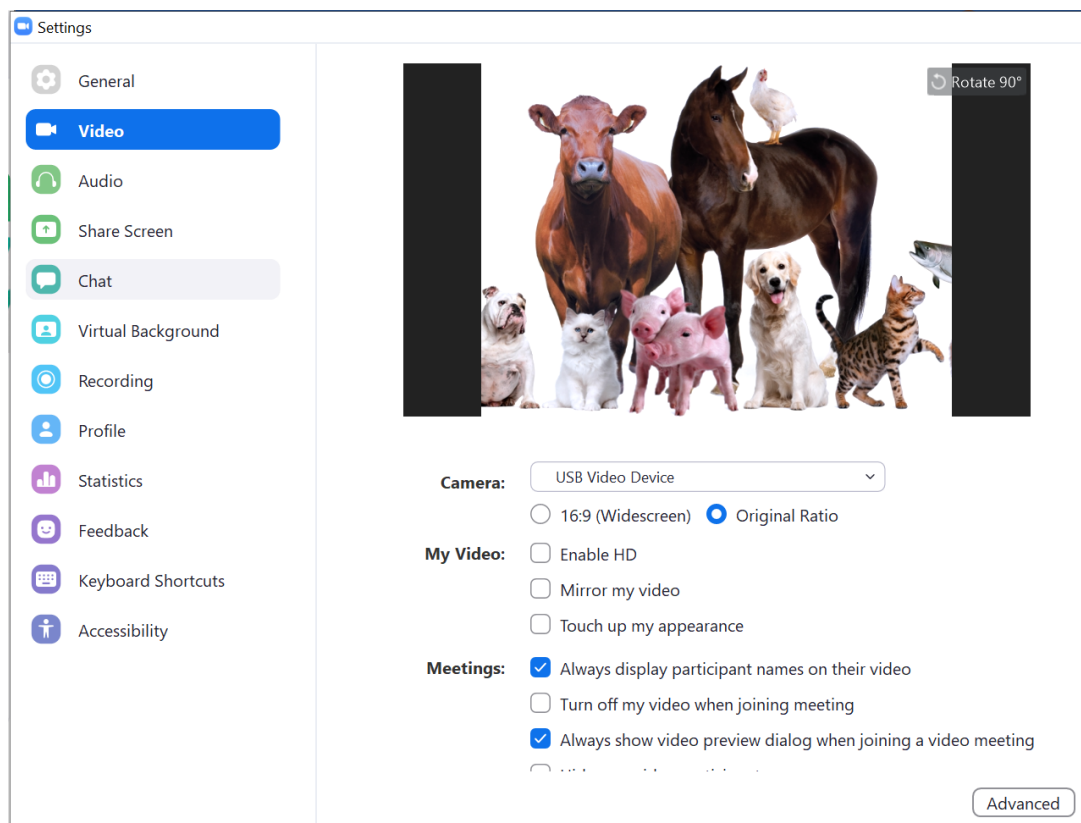 Settings
General
Video
Audio
Share Screen
Chat
Virtual Background
Recording
Profile
Statistics
Feedback
Keyboard Shortcuts
Accessibility
Rotate 90°
Camera: USB Video Device
16:9 (Widescreen) Original Ratio
My Video: Enable HD
Mirror my video
Touch up my appearance
Meetings: Always display participant names on their video
Turn off my video when joining meeting
Always show video preview dialog when joining a video meeting
Advanced